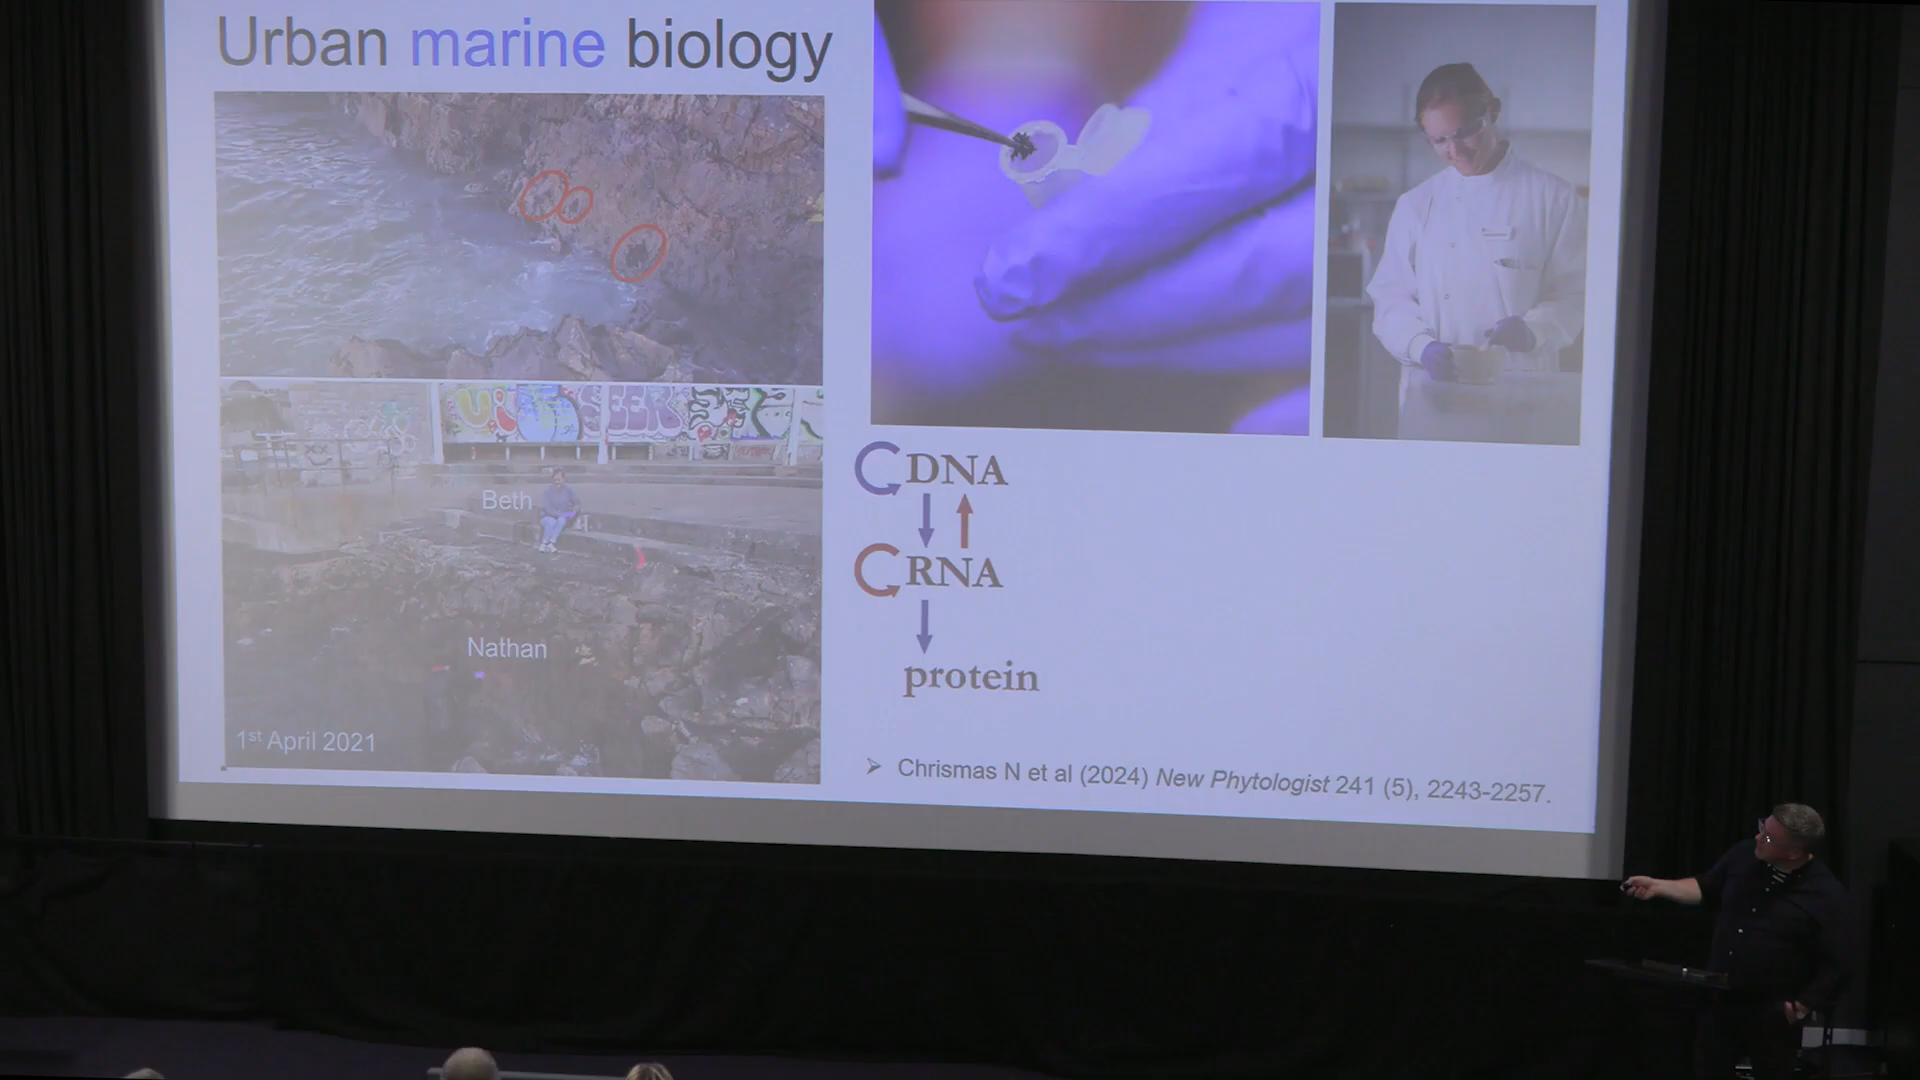 Urban marine biology
SEEK
Beth
Nathan
1st April 2021
DNA
RNA
protein
➢ Chrismas N et al (2024) New Phytologist 241 (5), 2243-2257.